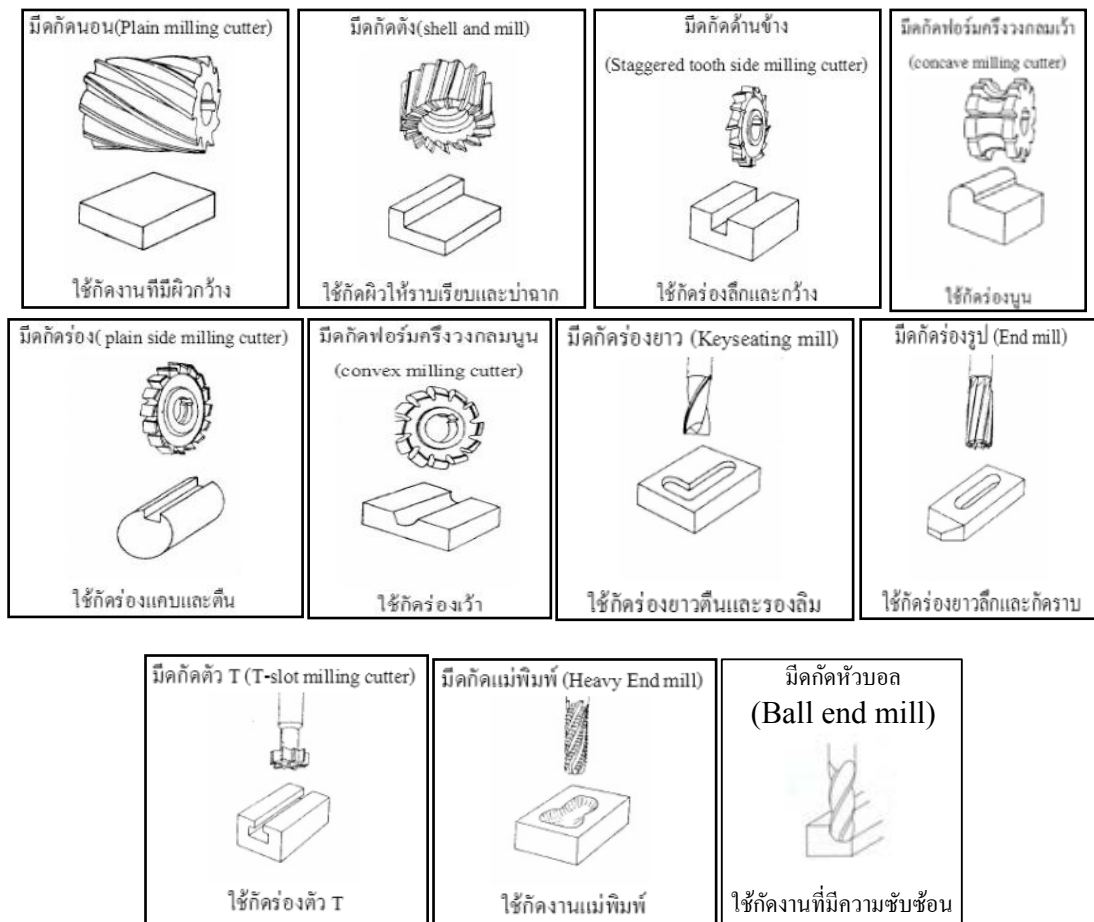 มีดกัดนอน(Plain milling cutter)
ใช้กัดงานที่มีผิวกว้าง
มีดกัดตั้ง(shell and mill)
ใช้กัดผิวให้ราบเรียบและบ่าฉาก
มีดกัดด้านข้าง
(Staggered tooth side milling cutter)
ใช้กัดร่องลึกและกว้าง
มีดกัดฟอร์มครึ่งวงกลมเว้า
(concave milling cutter)
ใช้กัดร่องนูน
มีดกัดร่อง( plain side milling cutter)
ใช้กัดร่องแคบและตื้น
มีดกัดฟอร์มครึ่งวงกลมนูน
(convex milling cutter)
ใช้กัดร่องเว้า
มีดกัดร่องยาว (Keyseating mill)
ใช้กัดร่องยาวตื้นและรองลิ่ม
มีดกัดร่องรูป (End mill)
ใช้กัดร่องยาวลึกและกัดราบ
มีดกัดตัว T (T-slot milling cutter)
ใช้กัดร่องตัว T
มีดกัดแม่พิมพ์ (Heavy End mill)
ใช้กัดงานแม่พิมพ์
มีดกัดหัวบอล
(Ball end mill)
ใช้กัดงานที่มีความซับซ้อน